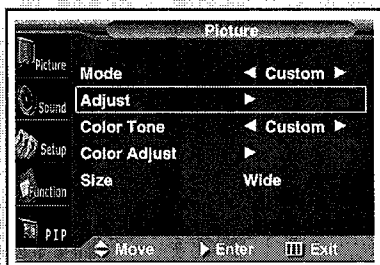 Picture
Picture
Sound
Setup
Function
PIP
Mode ◀ Custom ▶
Adjust ▶
Color Tone ◀ Custom ▶
Color Adjust ▶
Size Wide
Move Enter Exit